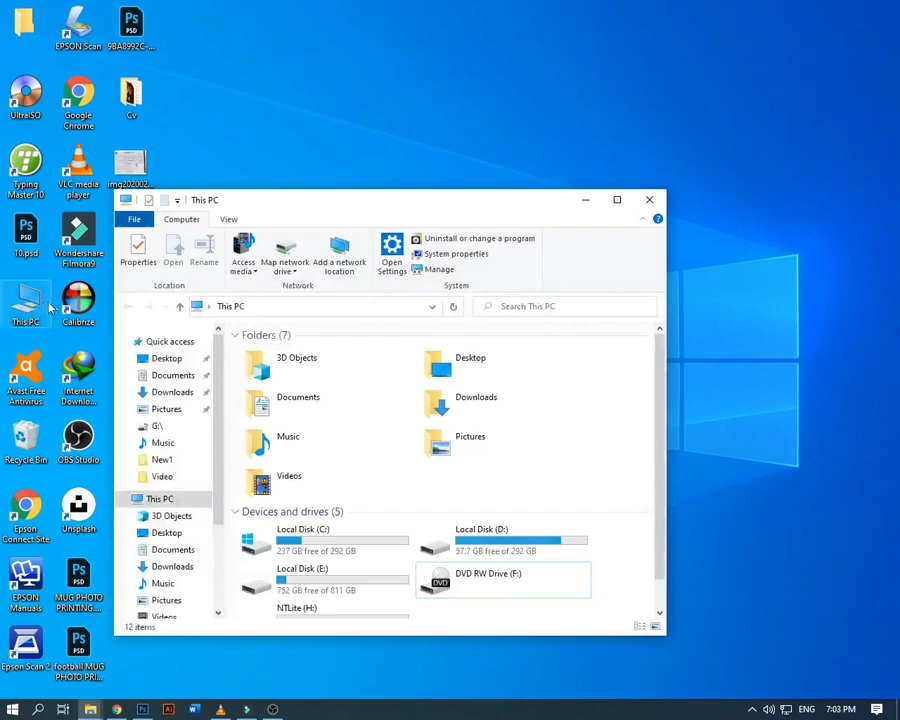 EPSON Scan
9BA8992C-...
UltraISO
Google Chrome
Cv
Typing Master 10
VLC media player
img202002...
10.psd
Wondershare Filmora9
This PC
Calibrize
Avast Free Antivirus
Internet Downlo...
Recycle Bin
OBS Studio
Epson Connect Site
Unsplash
EPSON Manuals
MUG PHOTO PRINTING....
Epson Scan 2
football MUG PHOTO PRI...
This PC
File
Computer
View
Properties
Open
Rename
Location
Access media
Map network drive
Add a network location
Network
Open Settings
Uninstall or change a program
System properties
Manage
System
This PC
Search This PC
Quick access
Desktop
Documents
Downloads
Pictures
G:\
Music
New1
Video
This PC
3D Objects
Desktop
Documents
Downloads
Music
Pictures
Videos
Folders (7)
3D Objects
Desktop
Documents
Downloads
Music
Pictures
Videos
Devices and drives (5)
Local Disk (C:)
237 GB free of 292 GB
Local Disk (D:)
57.7 GB free of 292 GB
Local Disk (E:)
752 GB free of 811 GB
DVD RW Drive (F:)
DVD
NTLite (H:)
12 items
ENG
7:03 PM